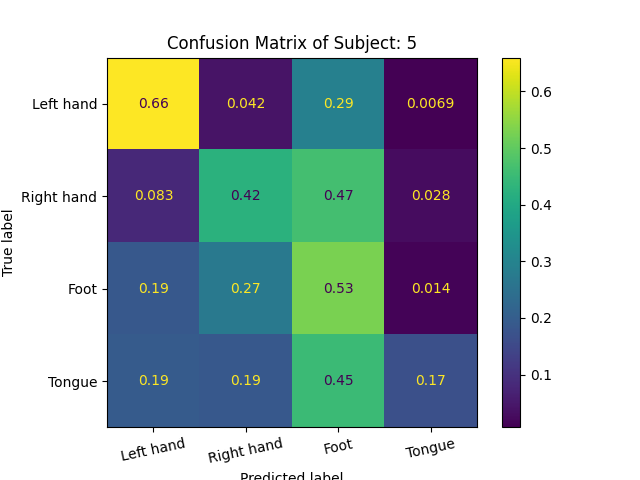 Confusion Matrix of Subject: 5
True label
Left hand 0.66 0.042 0.29 0.0069
Right hand 0.083 0.42 0.47 0.028
Foot 0.19 0.27 0.53 0.014
Tongue 0.19 0.19 0.45 0.17
Left hand Right hand Foot Tongue
Predicted label
0.6
0.5
0.4
0.3
0.2
0.1